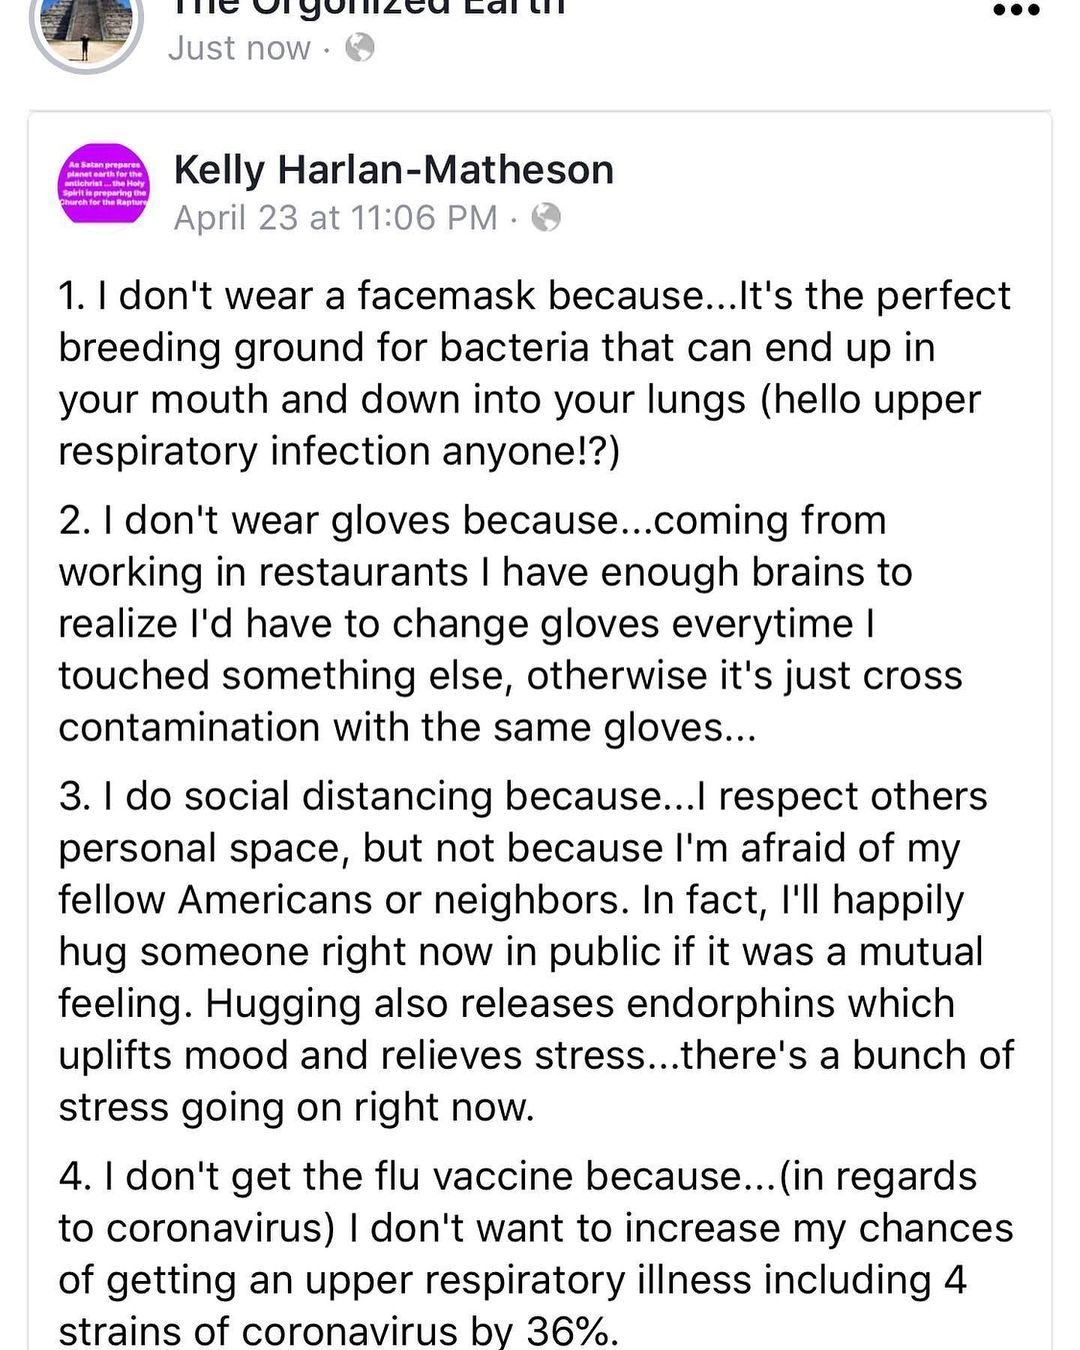 The Orgonized Earth
Just now ·
As Satan prepares
planet earth for the
antichrist ... the Holy
Spirit is preparing the
Church for the Rapture
Kelly Harlan-Matheson
April 23 at 11:06 PM ·
1. I don't wear a facemask because...It's the perfect
breeding ground for bacteria that can end up in
your mouth and down into your lungs (hello upper
respiratory infection anyone!?)
2. I don't wear gloves because...coming from
working in restaurants I have enough brains to
realize I'd have to change gloves everytime I
touched something else, otherwise it's just cross
contamination with the same gloves...
3. I do social distancing because...I respect others
personal space, but not because I'm afraid of my
fellow Americans or neighbors. In fact, I'll happily
hug someone right now in public if it was a mutual
feeling. Hugging also releases endorphins which
uplifts mood and relieves stress...there's a bunch of
stress going on right now.
4. I don't get the flu vaccine because...(in regards
to coronavirus) I don't want to increase my chances
of getting an upper respiratory illness including 4
strains of coronavirus by 36%.